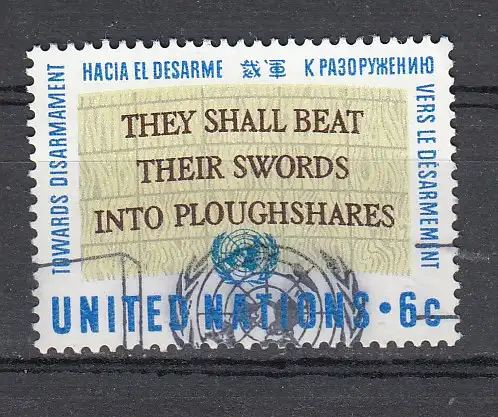 HACIA EL DESARME 裁軍 К РАЗОРУЖЕНИЮ
TOWARDS DISARMAMENT
THEY SHALL BEAT
THEIR SWORDS
INTO PLOUGHSHARES
VERS LE DÉSARMEMENT
UNITED NATIONS • 6c